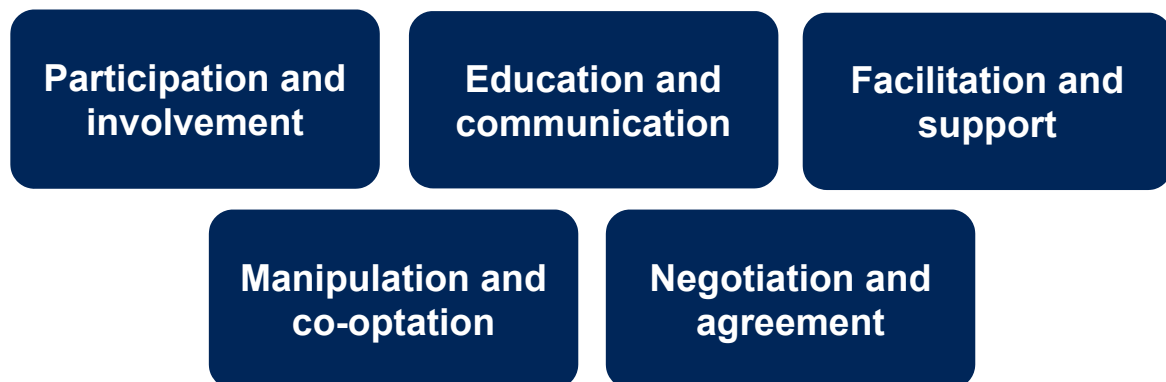 Participation and
involvement
Education and
communication
Facilitation and
support
Manipulation and
co-optation
Negotiation and
agreement